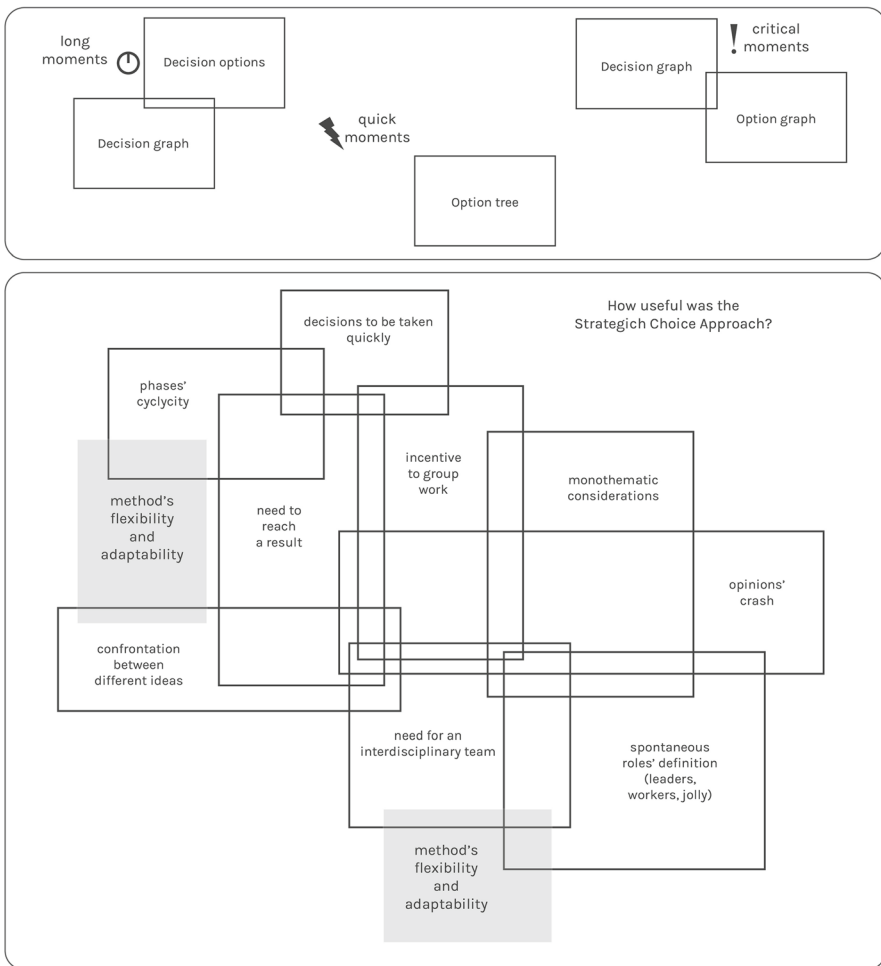 long
moments
Decision options
Decision graph
quick
moments
Option tree
Decision graph
critical
moments
Option graph
How useful was the
Strategich Choice Approach?
decisions to be taken
quickly
phases'
cyclycity
incentive
to group
work
monothematic
considerations
method's
flexibility
and
adaptability
need to
reach
a result
opinions'
crash
confrontation
between
different ideas
need for an
interdisciplinary team
spontaneous
roles' definition
(leaders,
workers, jolly)
method's
flexibility
and
adaptability